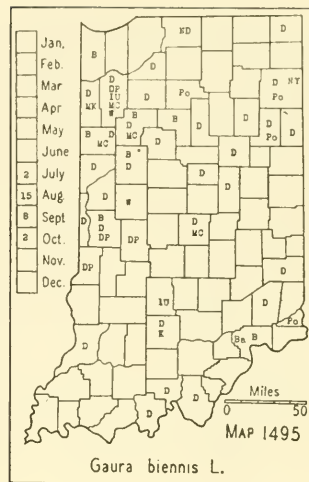 Jan.
Feb.
Mar
Apr
May
June
2 July
15 Aug.
8 Sept
2 Oct.
Nov.
Dec.
ND D
B D
D DP D Po D NY
D IU Po
MK MC
W
B B B D D
D Po
B D MC
MC
D B D
D D
D
W
B
D D
DP DP MC
DP
D
IU D
D Po
K
D Ba B
D
D D
D
Miles
0 50
MAP 1495
Gaura biennis L.